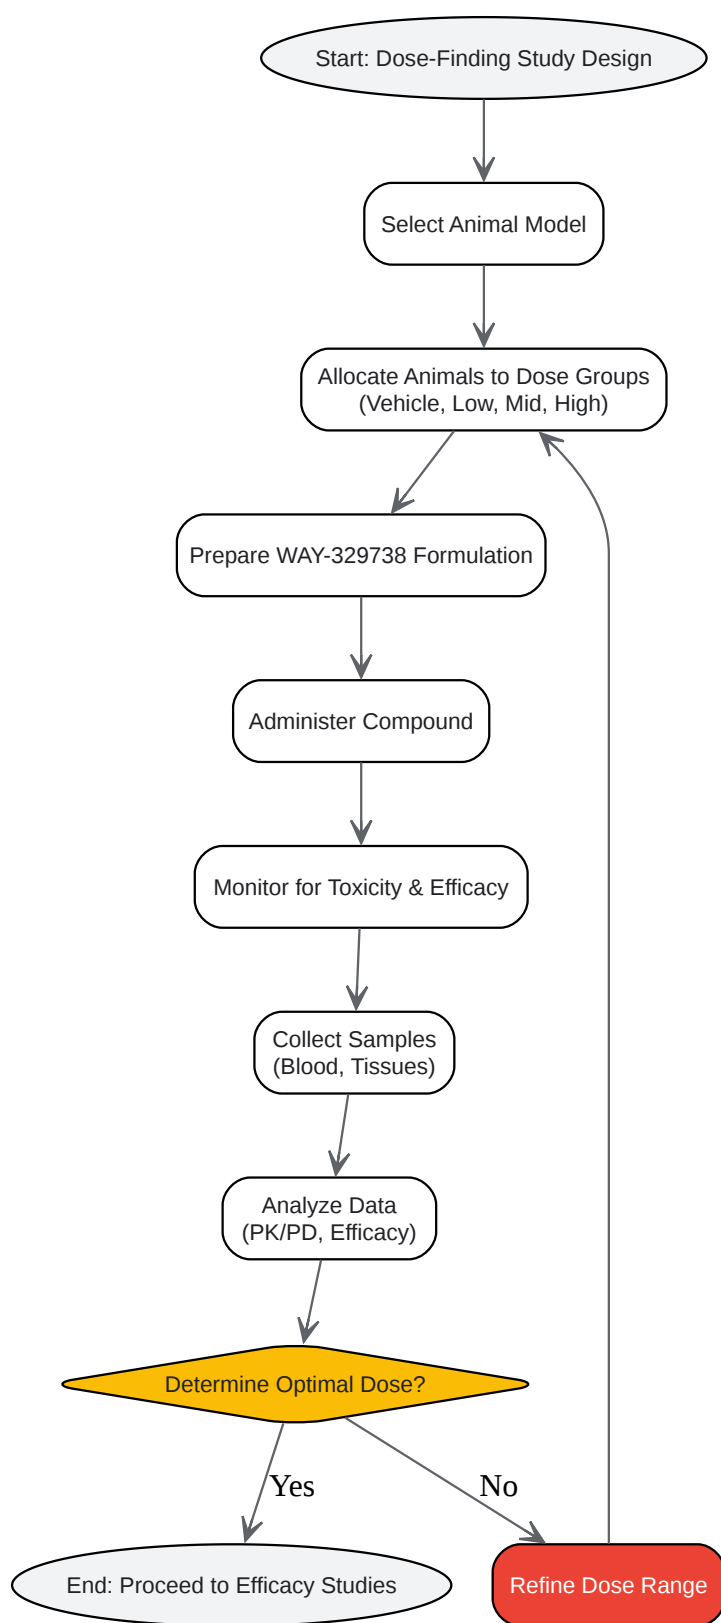 Start: Dose-Finding Study Design
Select Animal Model
Allocate Animals to Dose Groups
(Vehicle, Low, Mid, High)
Prepare WAY-329738 Formulation
Administer Compound
Monitor for Toxicity & Efficacy
Collect Samples
(Blood, Tissues)
Analyze Data
(PK/PD, Efficacy)
Determine Optimal Dose?
Yes
No
End: Proceed to Efficacy Studies
Refine Dose Range